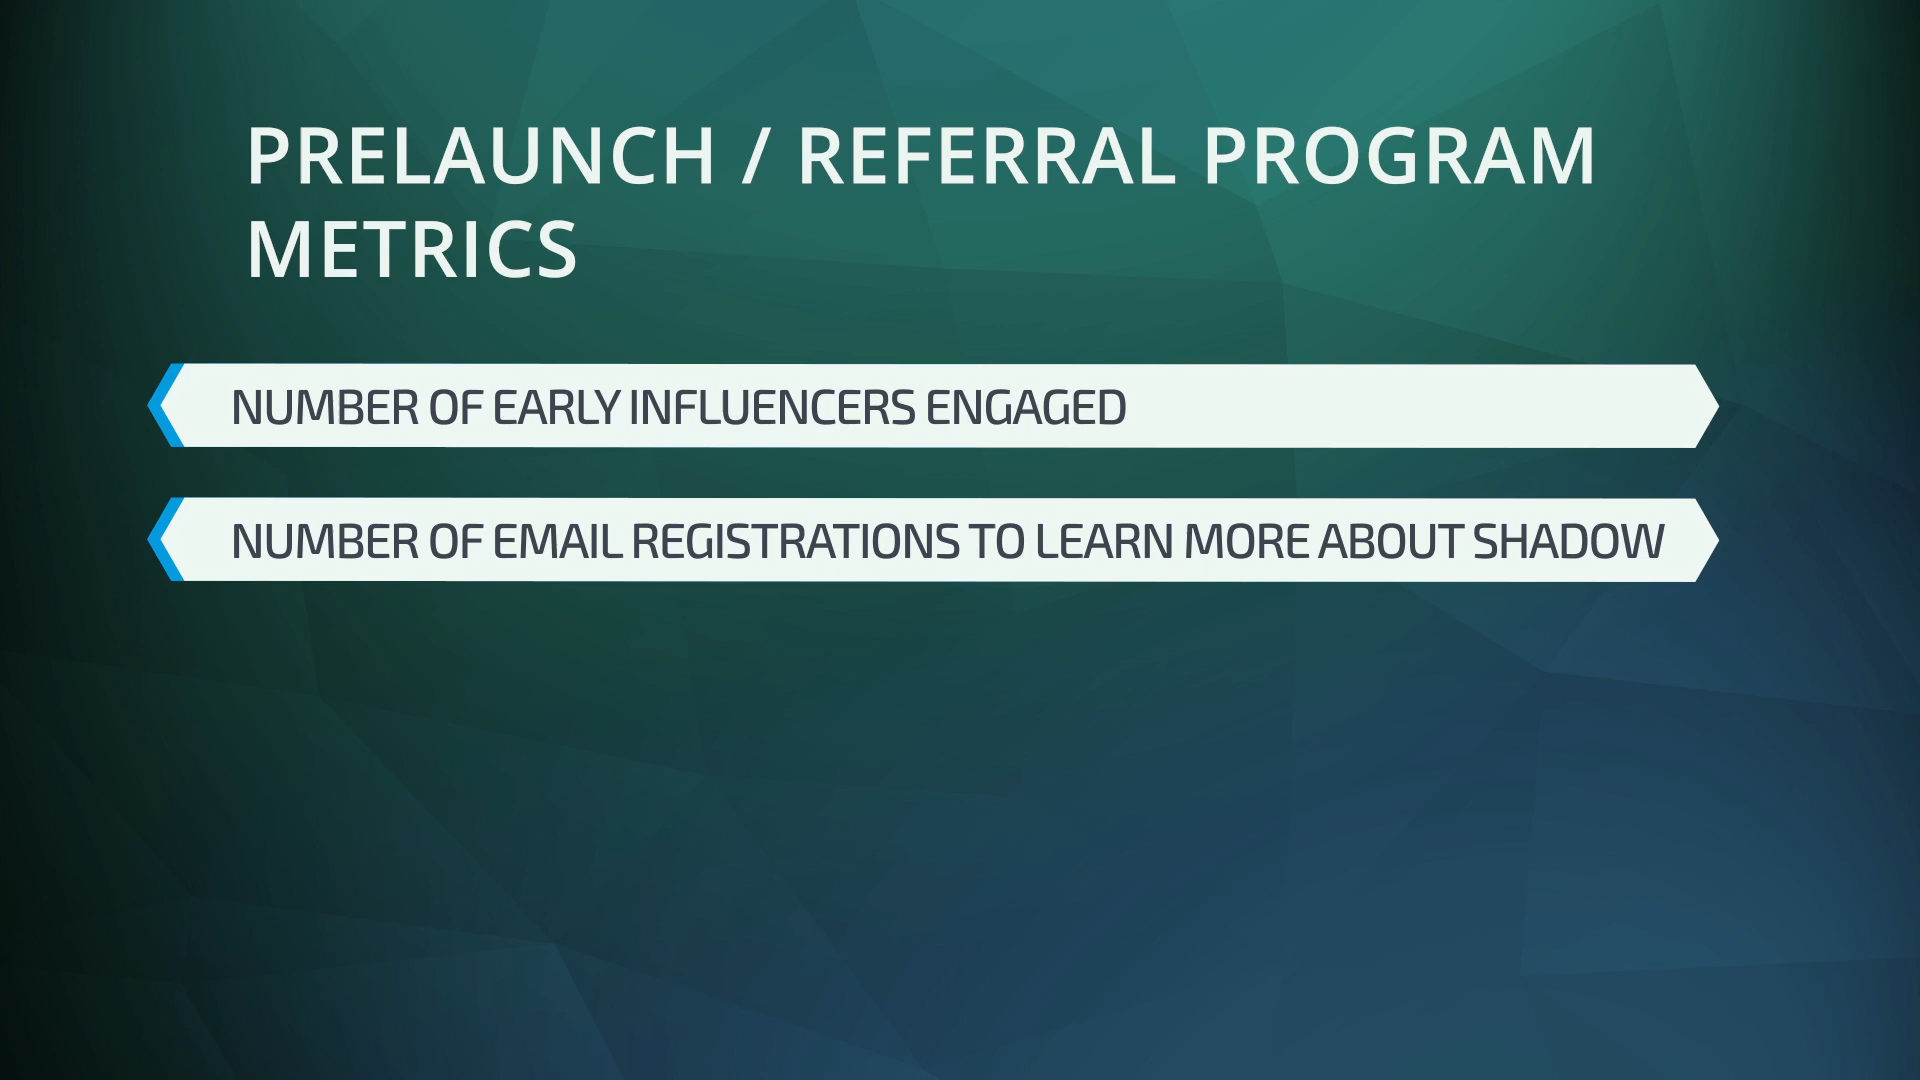 PRELAUNCH / REFERRAL PROGRAM
METRICS
NUMBER OF EARLY INFLUENCERS ENGAGED
NUMBER OF EMAIL REGISTRATIONS TO LEARN MORE ABOUT SHADOW